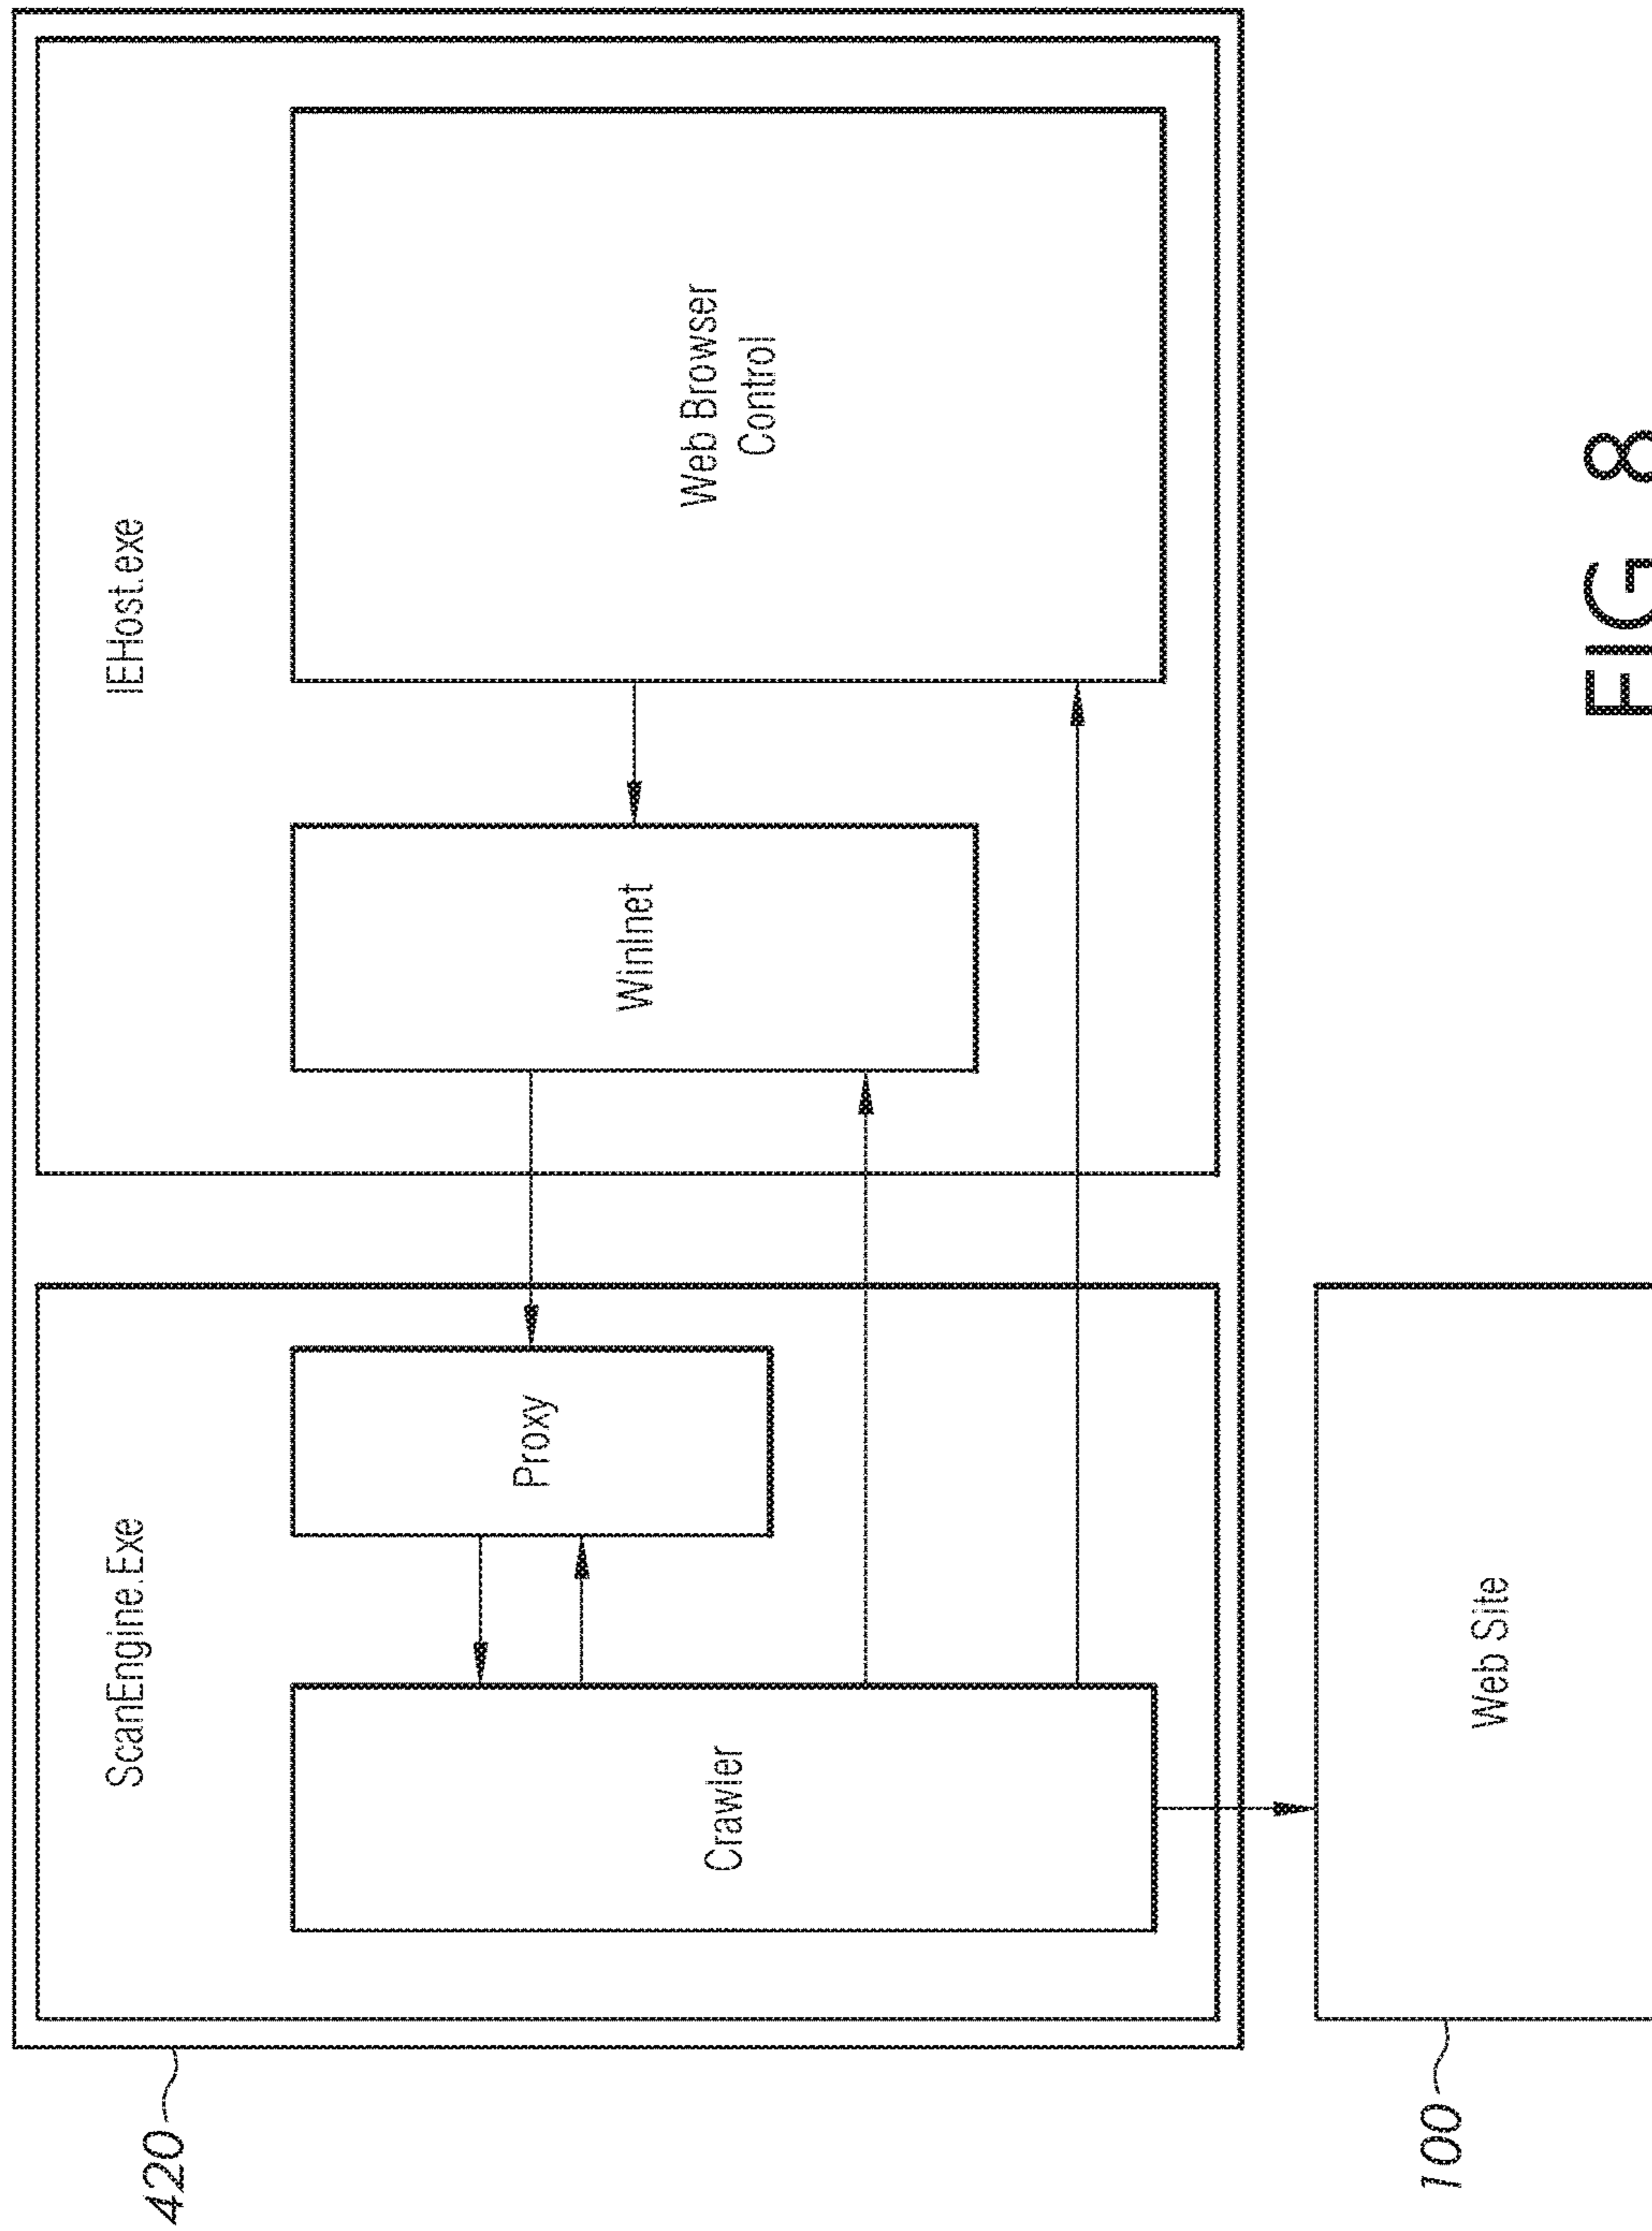 420
ScanEngine.Exe
IEHost.exe
Crawler
Proxy
WinInet
Web Browser
Control
100
Web Site
FIG 8